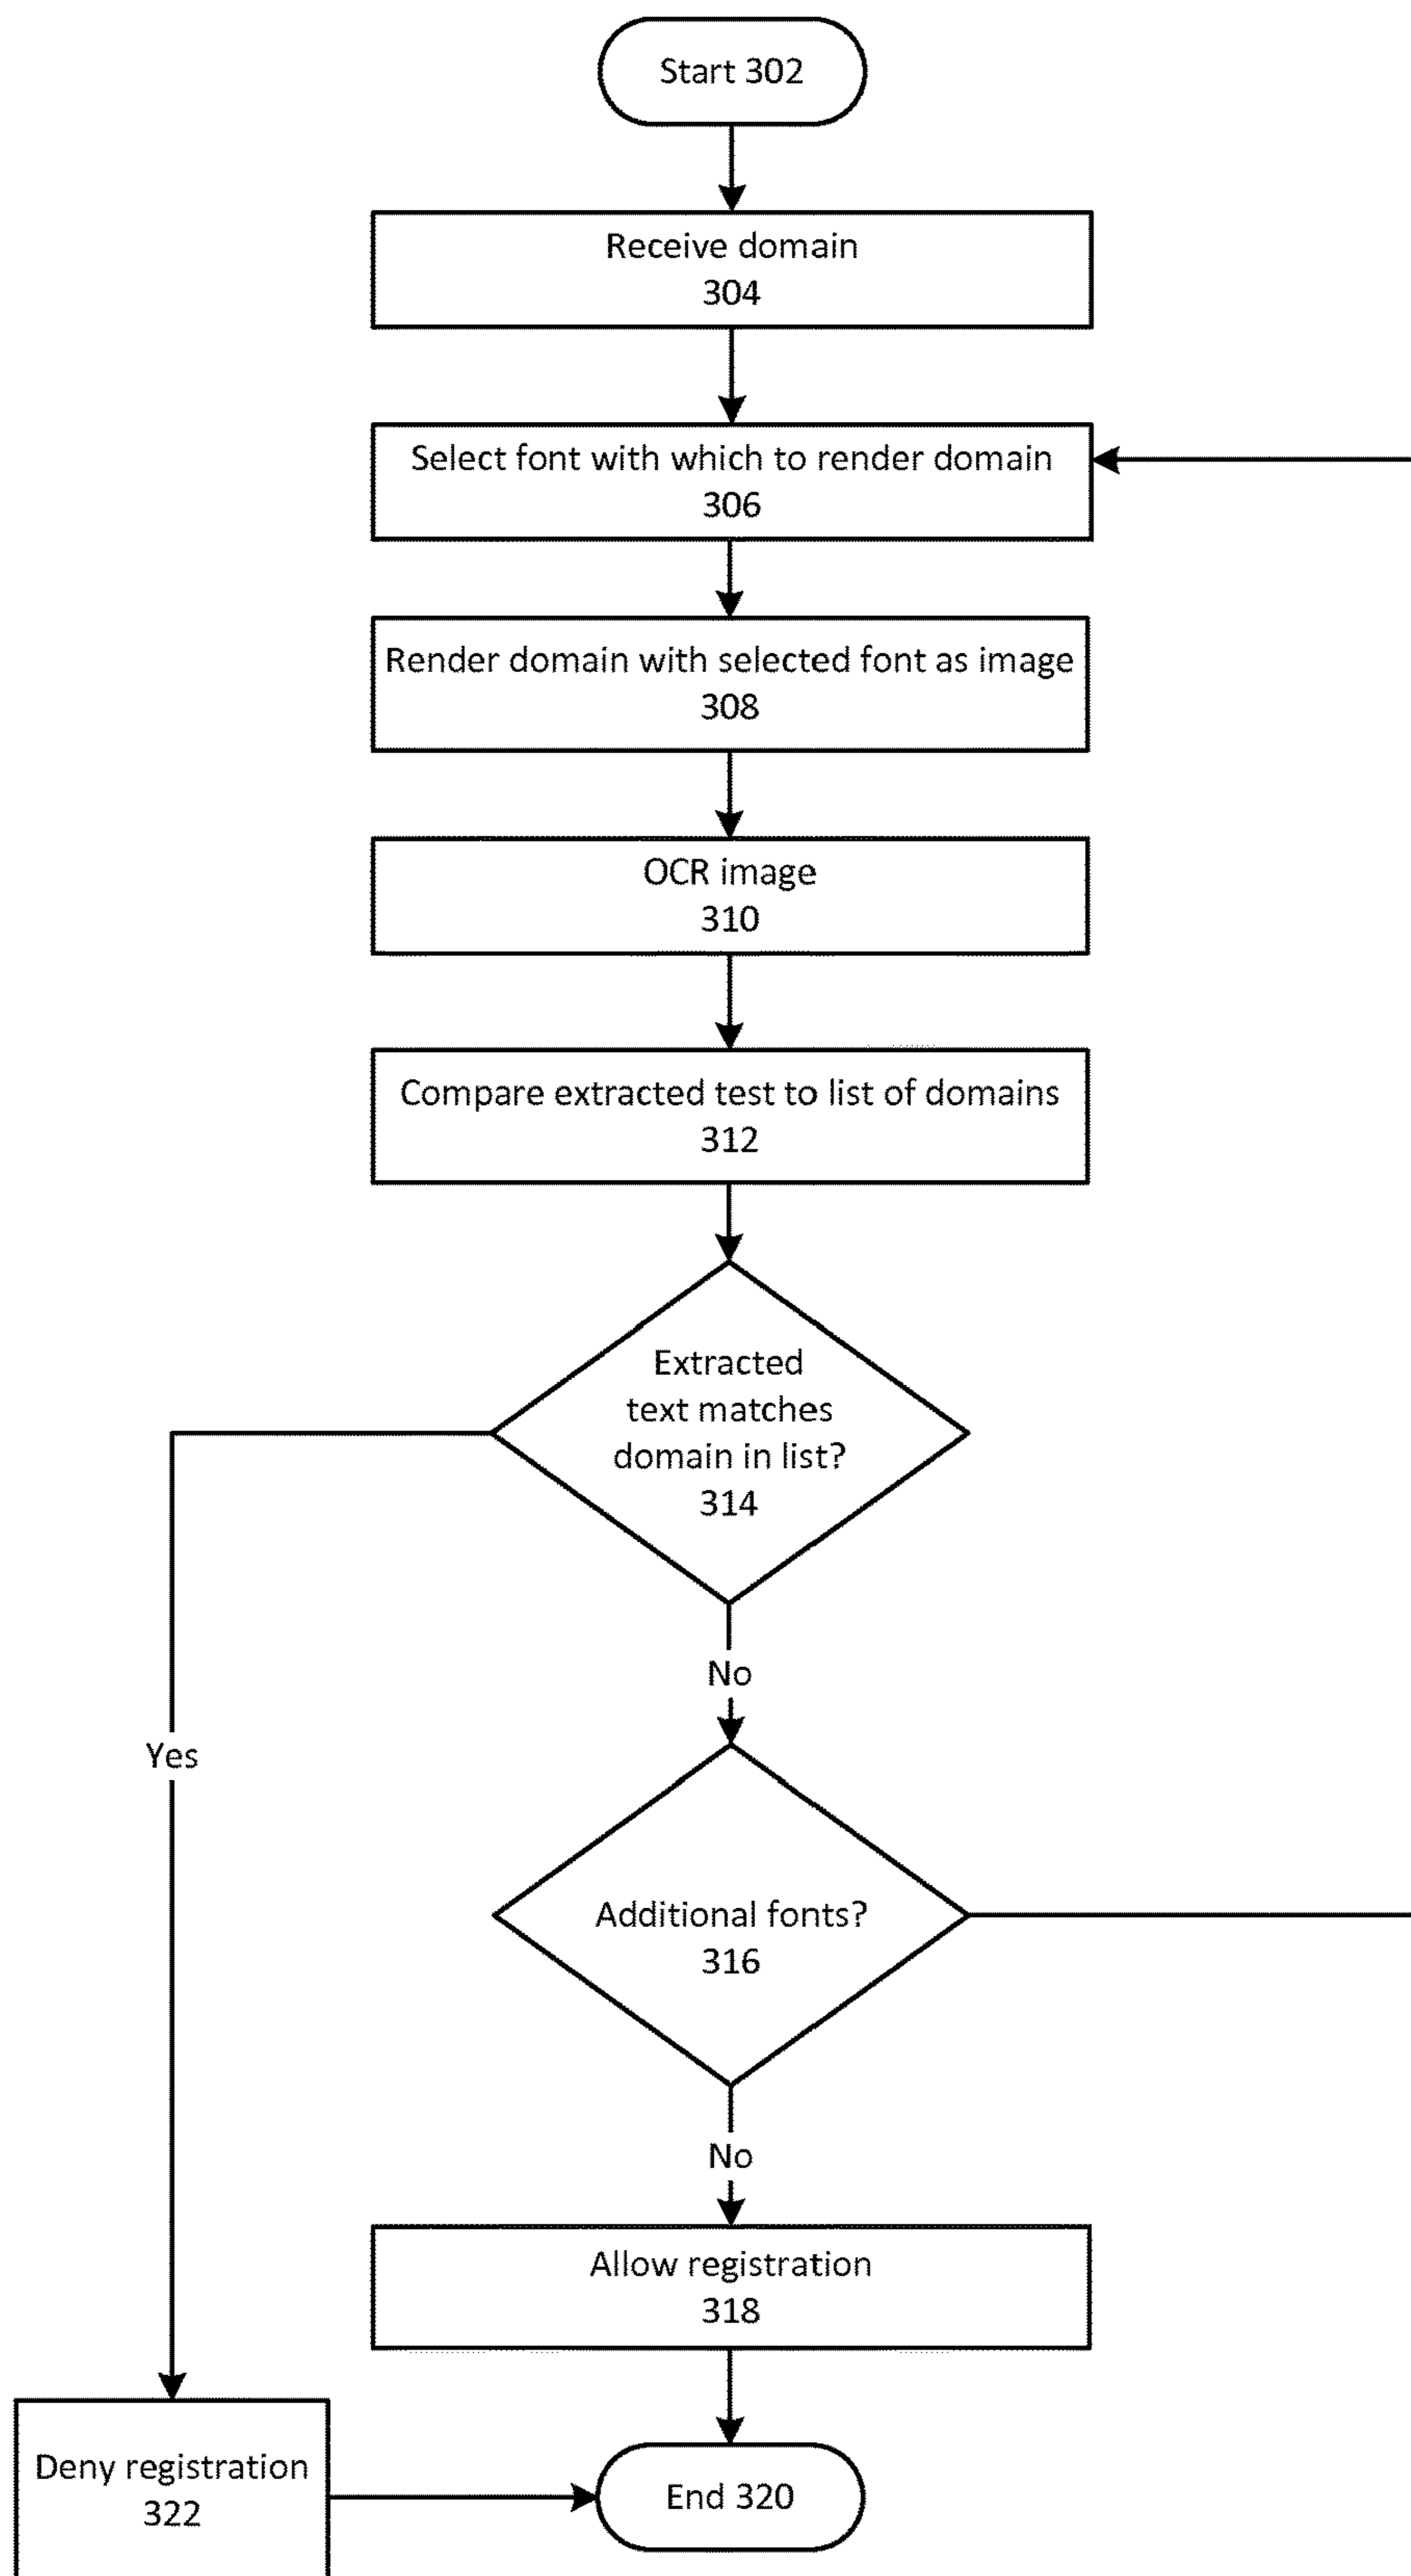 Start 302
Receive domain
304
Select font with which to render domain
306
Render domain with selected font as image
308
OCR image
310
Compare extracted test to list of domains
312
Extracted
text matches
domain in list?
314
No
Yes
Additional fonts?
316
No
Allow registration
318
Deny registration
322
End 320